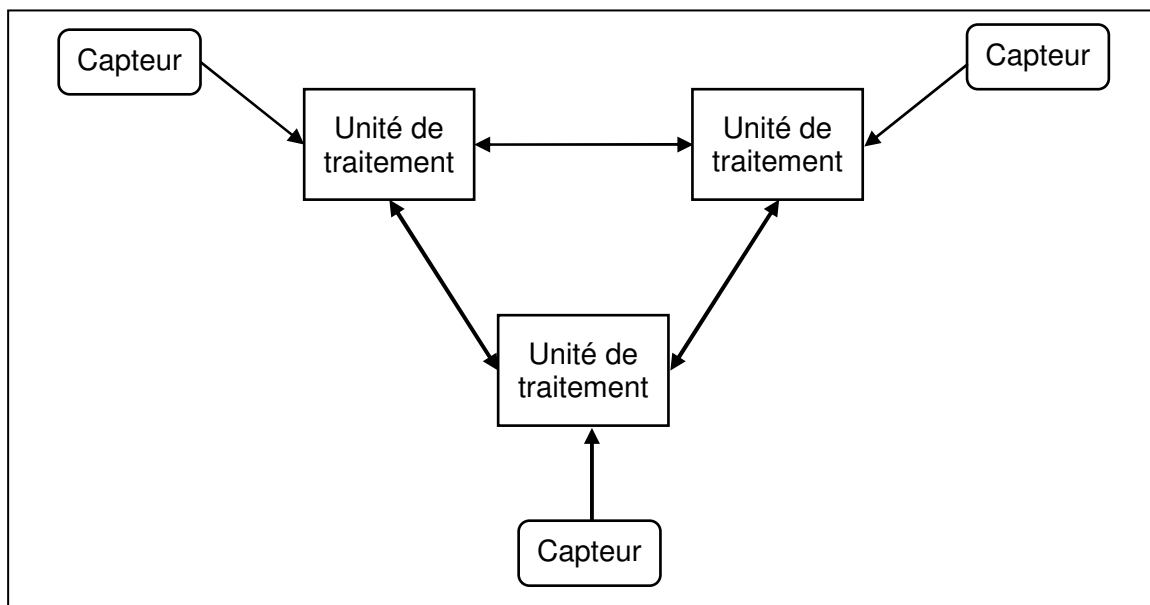 Capteur
Capteur
Unité de
traitement
Unité de
traitement
Unité de
traitement
Capteur